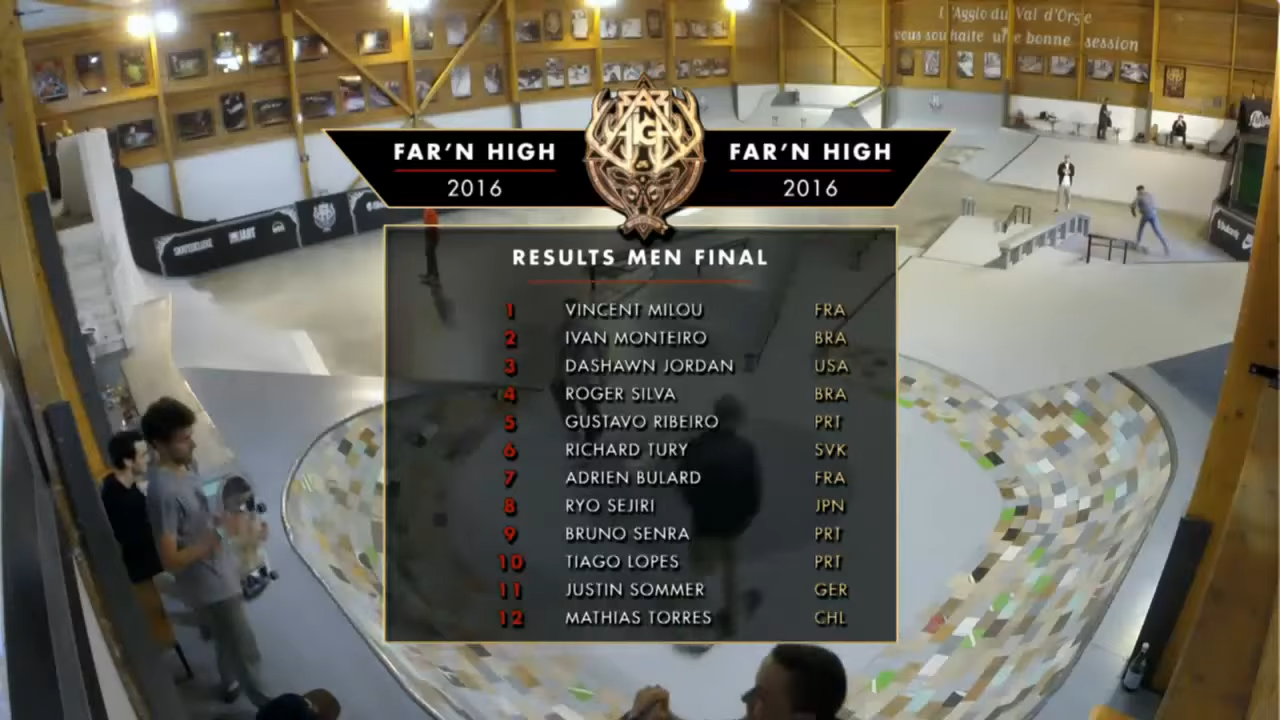 L'Agglo du Val d'Orge
vous souhaite une bonne session
FAR'N HIGH
2016
FAR'N HIGH
2016
RESULTS MEN FINAL
1 VINCENT MILOU FRA
2 IVAN MONTEIRO BRA
3 DASHAWN JORDAN USA
4 ROGER SILVA BRA
5 GUSTAVO RIBEIRO PRT
6 RICHARD TURY SVK
7 ADRIEN BULARD FRA
8 RYO SEJIRI JPN
9 BRUNO SENRA PRT
10 TIAGO LOPES PRT
11 JUSTIN SOMMER GER
12 MATHIAS TORRES CHL